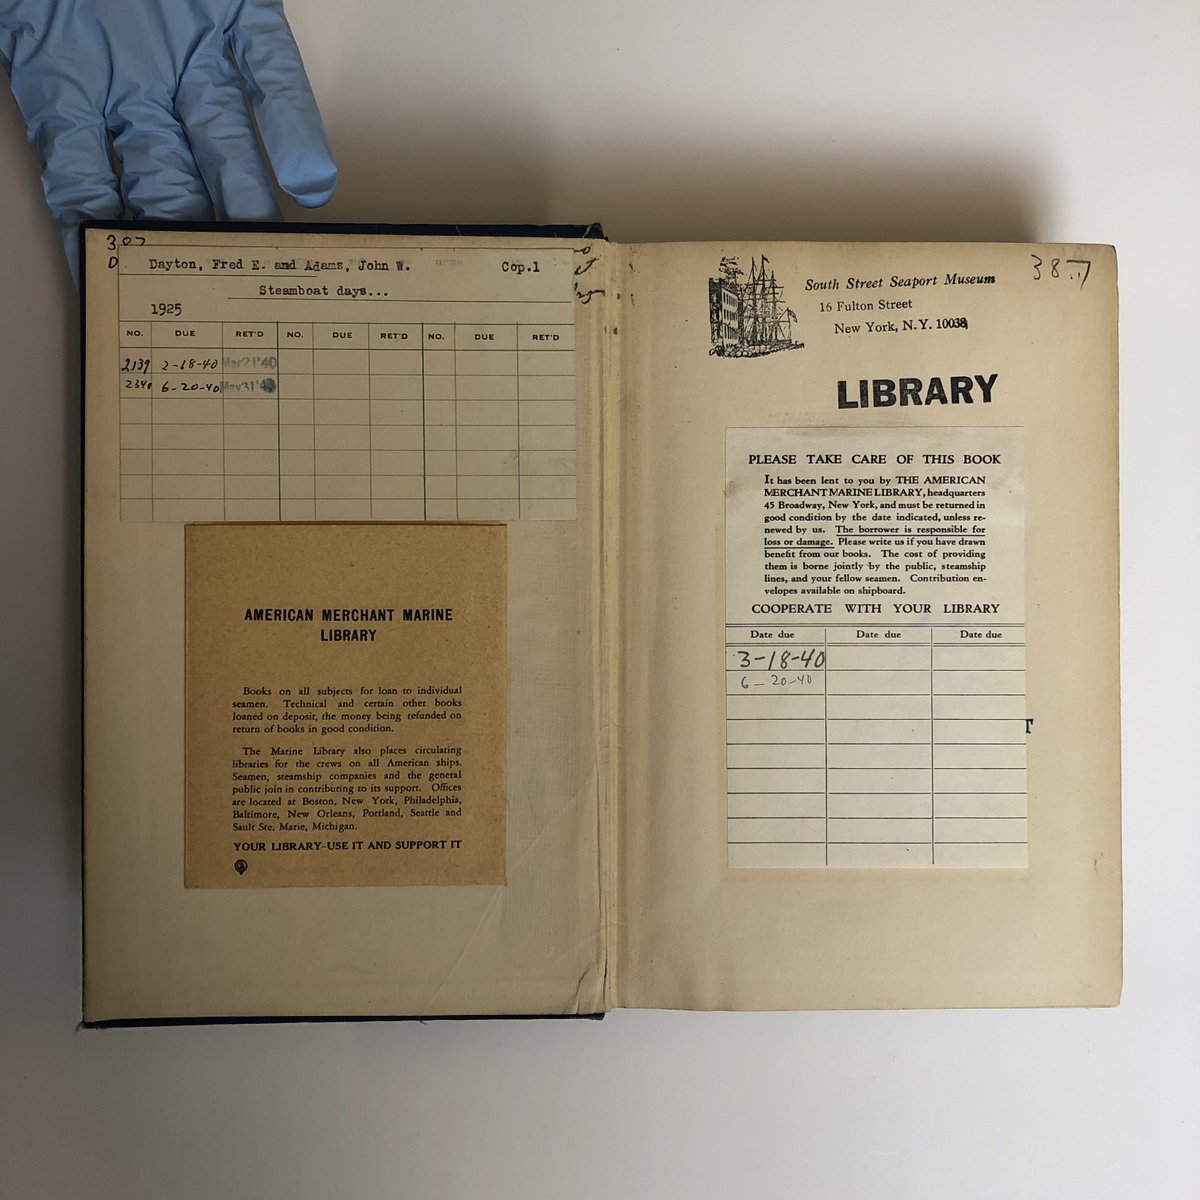 387
D
Dayton, Fred E. and Adams, John W. Cop.1
Steamboat days...
1925
NO. DUE RET'D NO. DUE RET'D NO. DUE RET'D
2139 2-18-40 Mar21'40
2340 6-20-40 May31'40
AMERICAN MERCHANT MARINE
LIBRARY
Books on all subjects for loan to individual
seamen. Technical and certain other books
loaned on deposit, the money being refunded on
return of books in good condition.
The Marine Library also places circulating
libraries for the crews on all American ships.
Seamen, steamship companies and the general
public join in contributing to its support. Offices
are located at Boston, New York, Philadelphia,
Baltimore, New Orleans, Portland, Seattle and
Sault Ste. Marie, Michigan.
YOUR LIBRARY-USE IT AND SUPPORT IT
South Street Seaport Museum
16 Fulton Street
New York, N.Y. 10038
387
LIBRARY
PLEASE TAKE CARE OF THIS BOOK
It has been lent to you by THE AMERICAN
MERCHANT MARINE LIBRARY, headquarters
45 Broadway, New York, and must be returned in
good condition by the date indicated, unless re-
newed by us. The borrower is responsible for
loss or damage. Please write us if you have drawn
benefit from our books. The cost of providing
them is borne jointly by the public, steamship
lines, and your fellow seamen. Contribution en-
velopes available on shipboard.
COOPERATE WITH YOUR LIBRARY
Date due Date due Date due
3-18-40
6-20-40
T